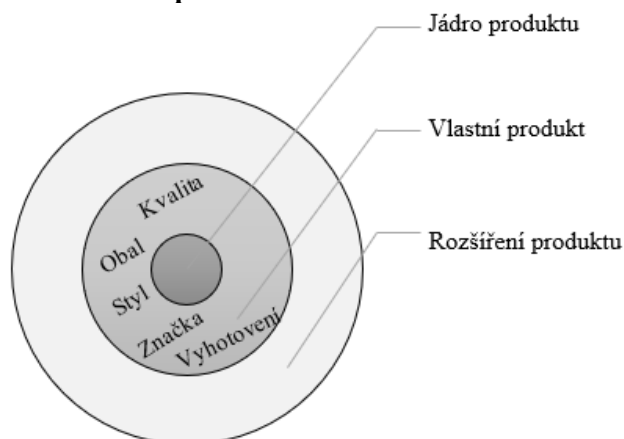 Jádro produktu
Vlastní produkt
Rozšíření produktu
Kvalita
Obal
Styl
Značka
Vyhotovení